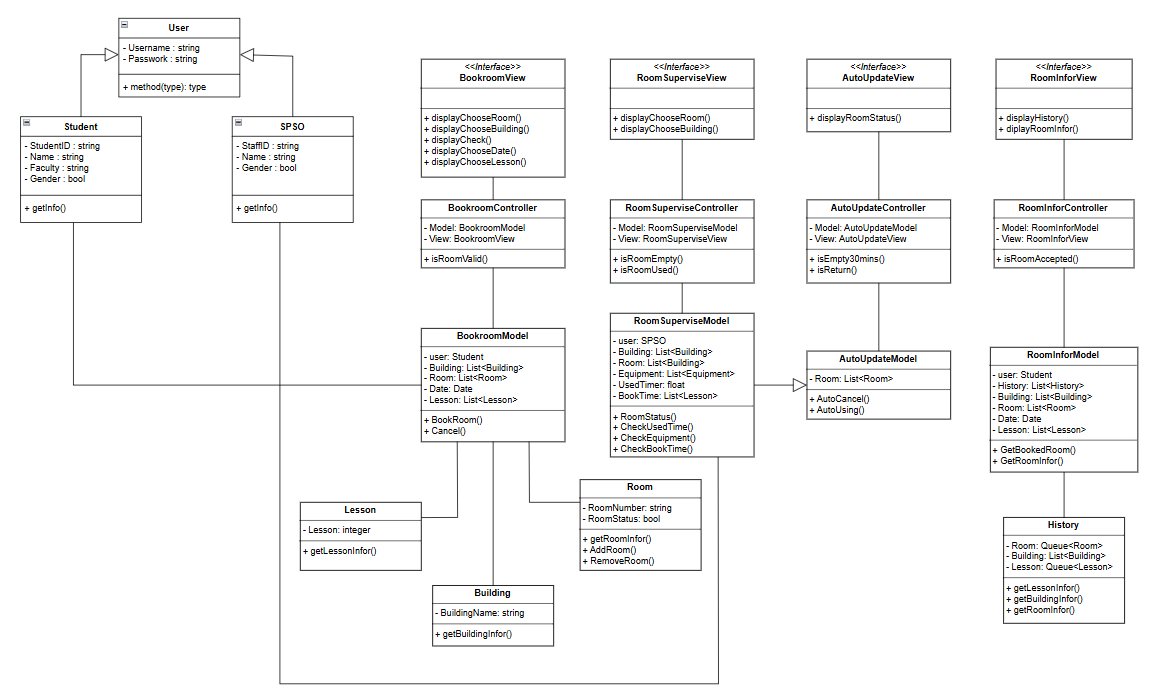 User
- Username : string
- Passwork : string
+ method(type): type
Student
- StudentID : string
- Name : string
- Faculty : string
- Gender : bool
+ getInfo()
SPSO
- StaffID : string
- Name : string
- Gender : bool
+ getInfo()
<<Interface>>
BookroomView
+ displayChooseRoom()
+ displayChooseBuilding()
+ displayCheck()
+ displayChooseDate()
+ displayChooseLesson()
<<Interface>>
RoomSuperviseView
+ displayChooseRoom()
+ displayChooseBuilding()
<<Interface>>
AutoUpdateView
+ displayRoomStatus()
<<Interface>>
RoomInforView
+ displayHistory()
+ diplayRoomInfor()
BookroomController
- Model: BookroomModel
- View: BookroomView
+ isRoomValid()
RoomSuperviseController
- Model: RoomSuperviseModel
- View: RoomSuperviseView
+ isRoomEmpty()
+ isRoomUsed()
AutoUpdateController
- Model: AutoUpdateModel
- View: AutoUpdateView
+ isEmpty30mins()
+ isReturn()
RoomInforController
- Model: RoomInforModel
- View: RoomInforView
+ isRoomAccepted()
BookroomModel
- user: Student
- Building: List<Building>
- Room: List<Room>
- Date: Date
- Lesson: List<Lesson>
+ BookRoom()
+ Cancel()
RoomSuperviseModel
- user: SPSO
- Building: List<Building>
- Room: List<Building>
- Equipment: List<Equipment>
- UsedTimer: float
- BookTime: List<Lesson>
+ RoomStatus()
+ CheckUsedTime()
+ CheckEquipment()
+ CheckBookTime()
AutoUpdateModel
- Room: List<Room>
+ AutoCancel()
+ AutoUsing()
RoomInforModel
- user: Student
- History: List<History>
- Building: List<Building>
- Room: List<Room>
- Date: Date
- Lesson: List<Lesson>
+ GetBookedRoom()
+ GetRoomInfor()
Lesson
- Lesson: integer
+ getLessonInfor()
Room
- RoomNumber: string
- RoomStatus: bool
+ getRoomInfor()
+ AddRoom()
+ RemoveRoom()
Building
- BuildingName: string
+ getBuildingInfor()
History
- Room: Queue<Room>
- Building: List<Building>
- Lesson: Queue<Lesson>
+ getLessonInfor()
+ getBuildingInfor()
+ getRoomInfor()